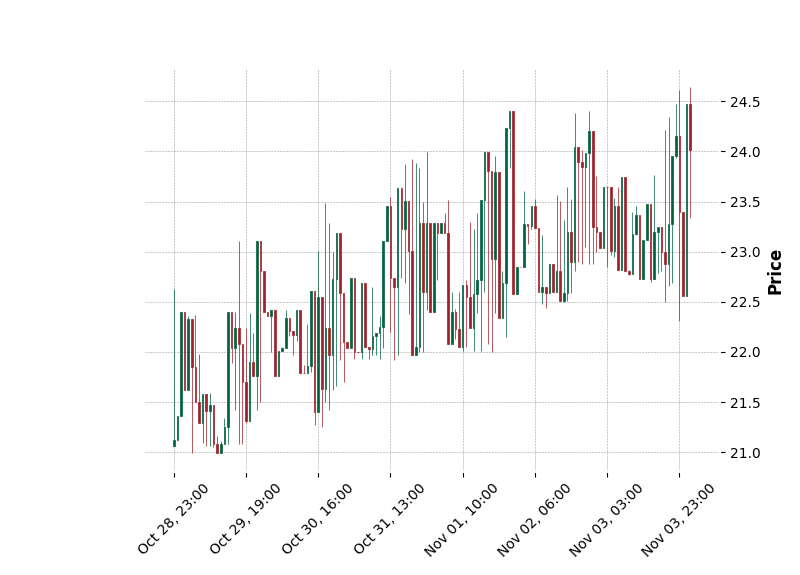 24.5
24.0
23.5
23.0
22.5
22.0
21.5
21.0
Price
Oct 28, 23:00
Oct 29, 19:00
Oct 30, 16:00
Oct 31, 13:00
Nov 01, 10:00
Nov 02, 06:00
Nov 03, 03:00
Nov 03, 23:00